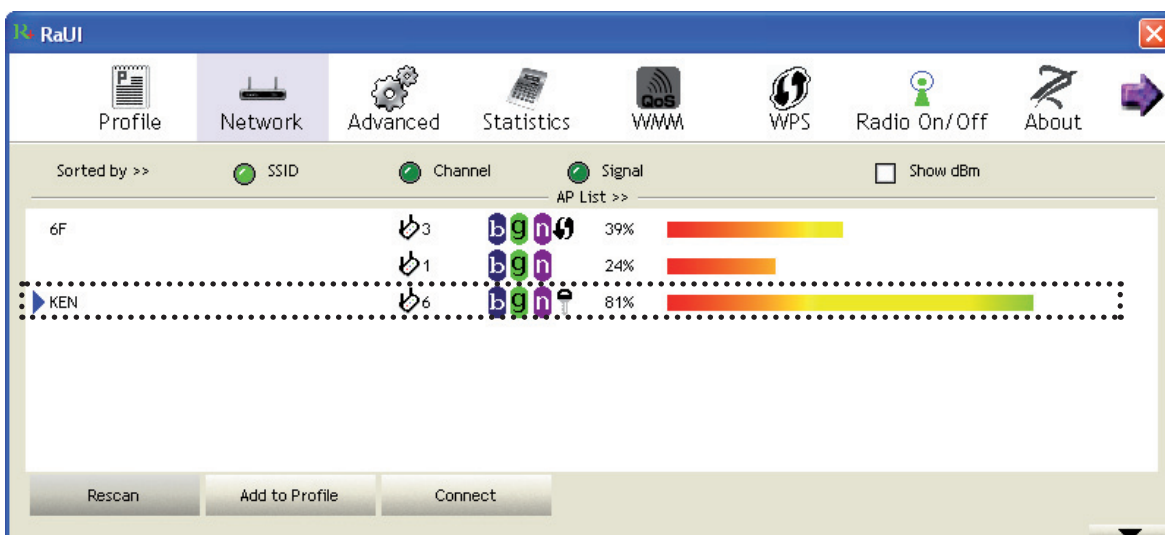 RaUI
Profile Network Advanced Statistics QoS WMM WPS Radio On/Off About
Sorted by >> SSID Channel Signal Show dBm
AP List >>
6F 3 b g n 39%
1 b g n 24%
KEN 6 b g n 81%
Rescan Add to Profile Connect